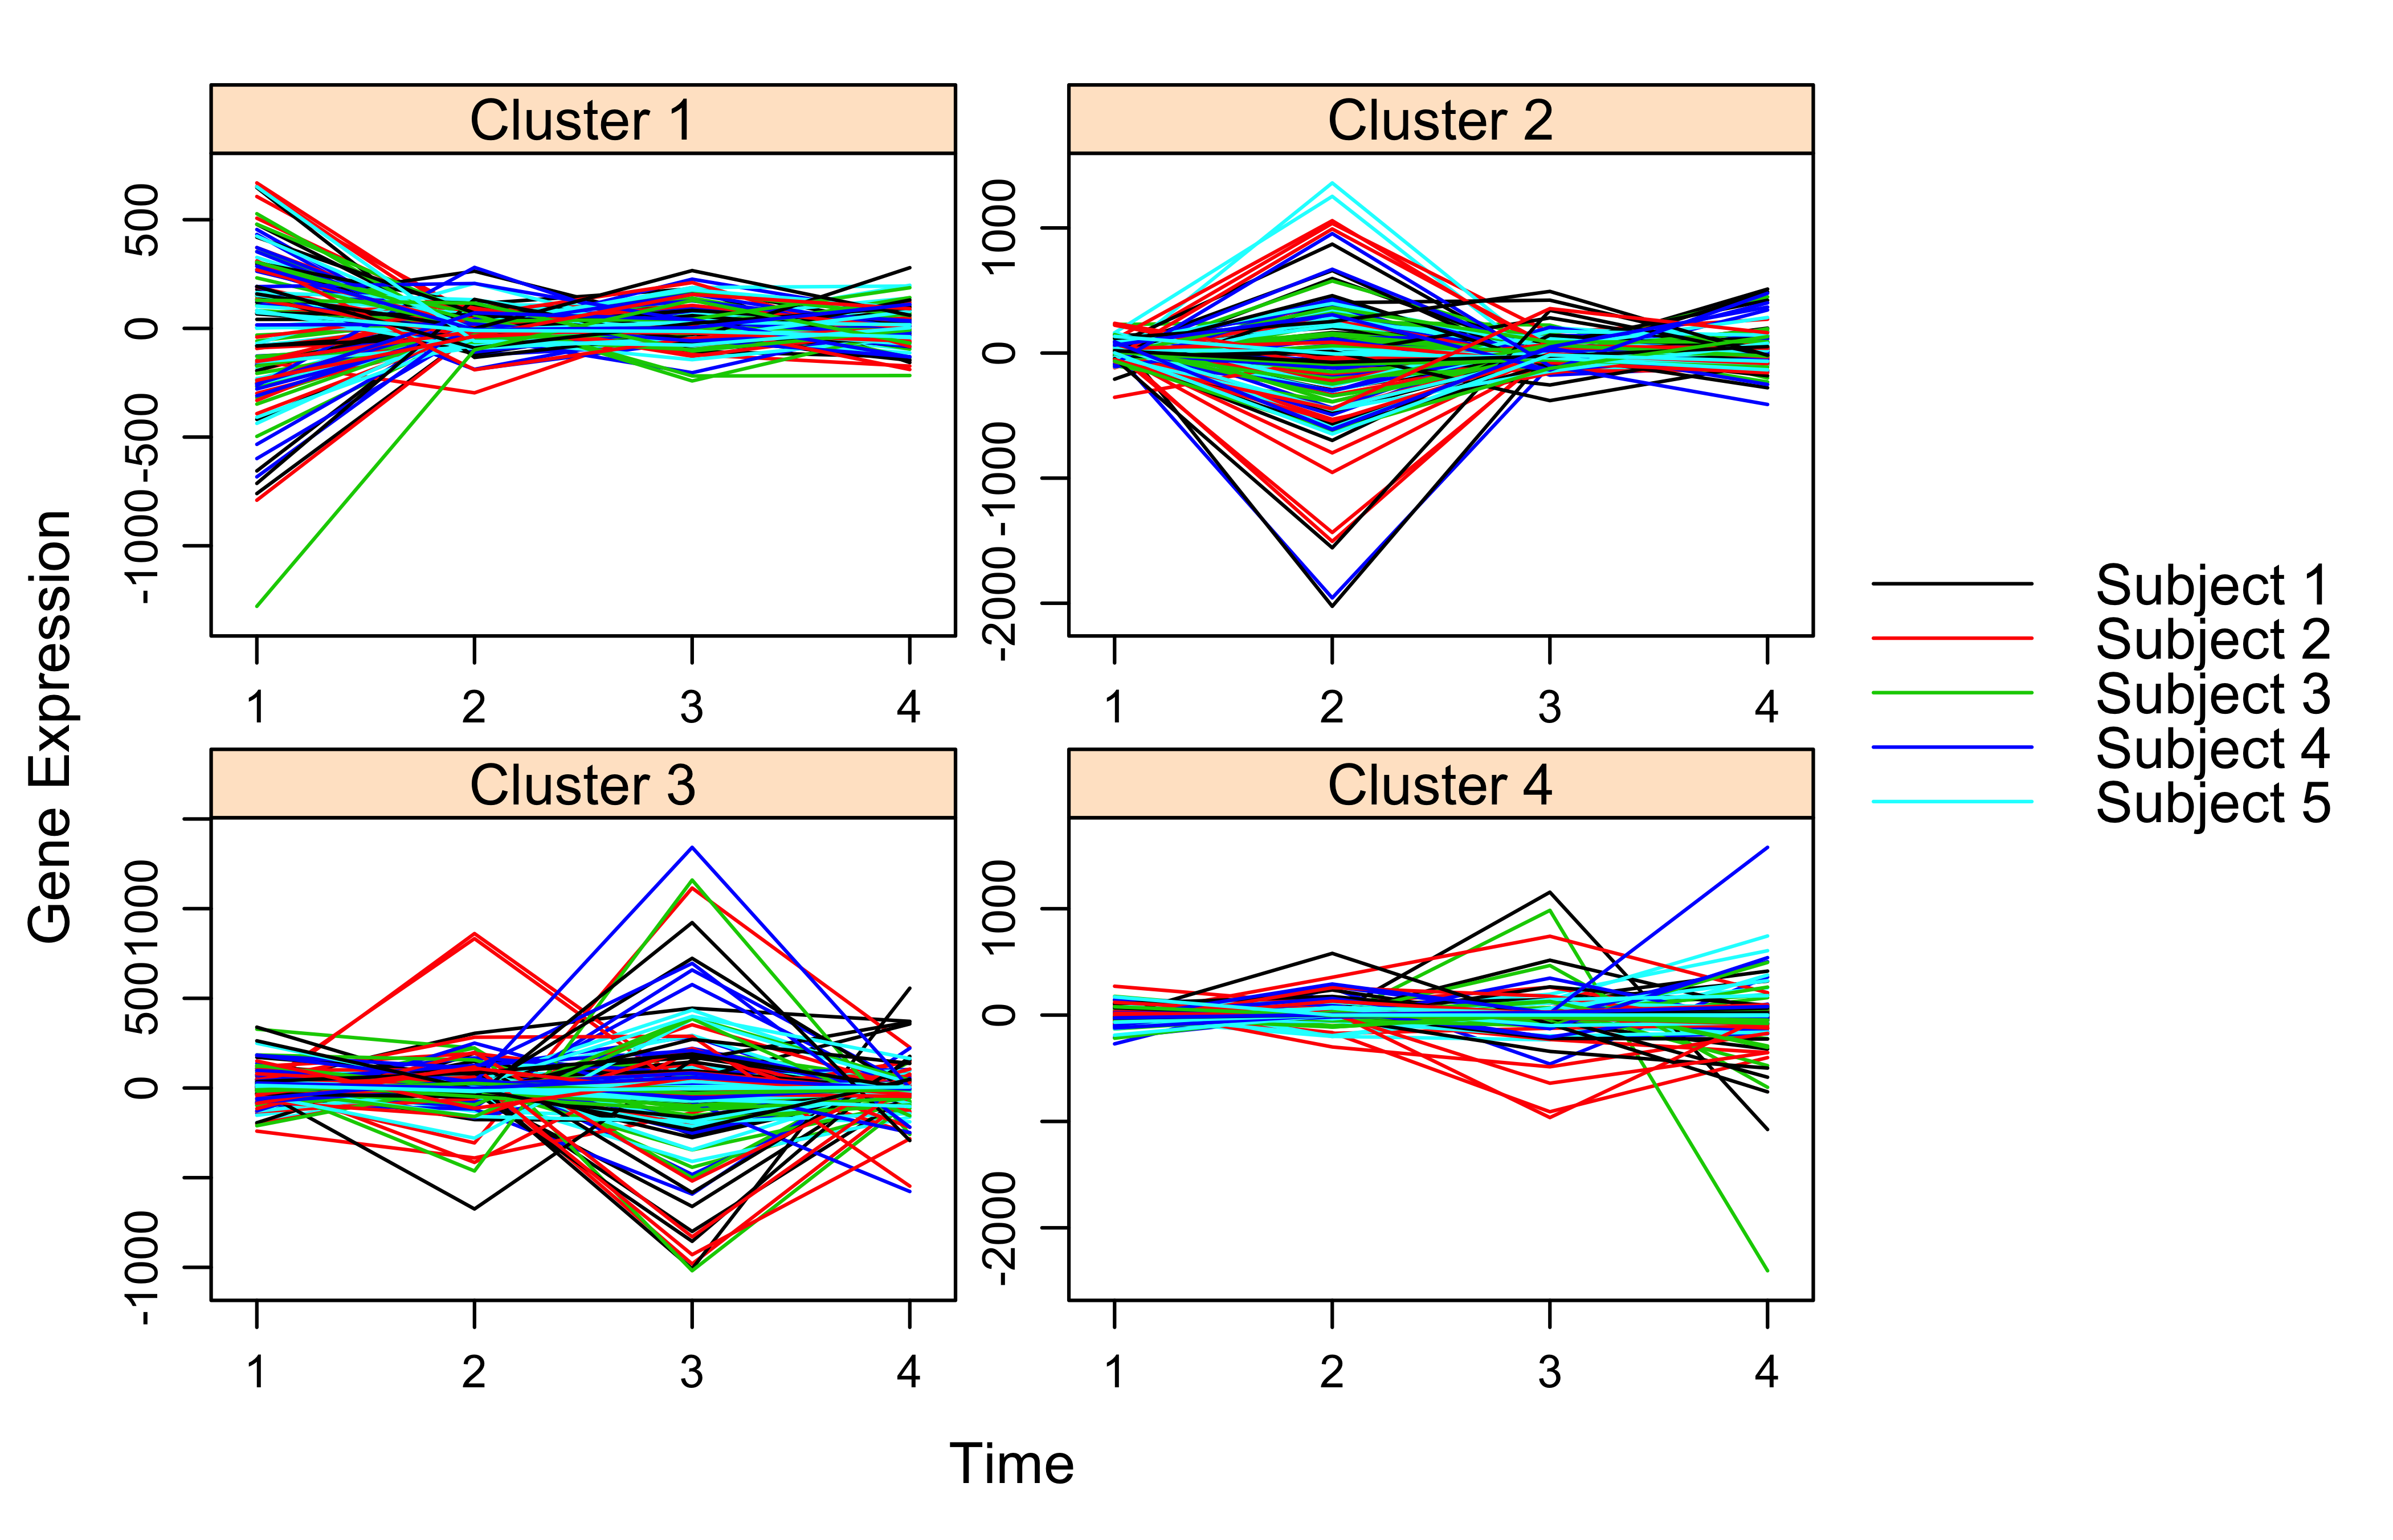 Cluster 1
Cluster 2
500
0
-500
-1000
1000
0
-1000
-2000
1 2 3 4
1 2 3 4
Gene Expression
Subject 1
Subject 2
Subject 3
Subject 4
Subject 5
Cluster 3
Cluster 4
1000
500
0
-1000
1000
0
-2000
1 2 3 4
1 2 3 4
Time